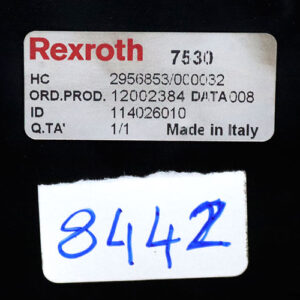 Rexroth 7530
HC 2956853/000032
ORD.PROD. 12002384 DATA 008
ID 114026010
Q.TA' 1/1 Made in Italy
8442